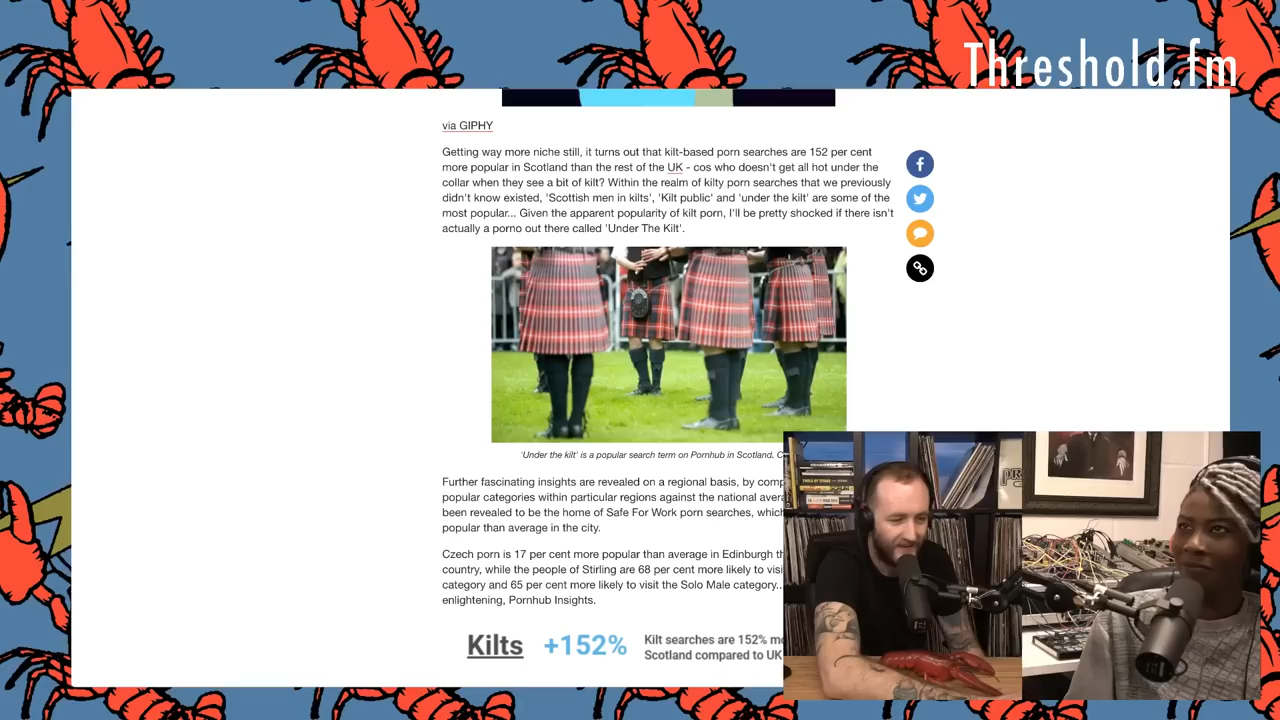 Threshold.fm
via GIPHY
Getting way more niche still, it turns out that kilt-based porn searches are 152 per cent
more popular in Scotland than the rest of the UK - cos who doesn't get all hot under the
collar when they see a bit of kilt? Within the realm of kilty porn searches that we previously
didn't know existed, 'Scottish men in kilts', 'Kilt public' and 'under the kilt' are some of the
most popular... Given the apparent popularity of kilt porn, I'll be pretty shocked if there isn't
actually a porno out there called 'Under The Kilt'.
'Under the kilt' is a popular search term on Pornhub in Scotland. C
Further fascinating insights are revealed on a regional basis, by comp
popular categories within particular regions against the national avera
been revealed to be the home of Safe For Work porn searches, which
popular than average in the city.
Czech porn is 17 per cent more popular than average in Edinburgh th
country, while the people of Stirling are 68 per cent more likely to visi
category and 65 per cent more likely to visit the Solo Male category...
enlightening, Pornhub Insights.
Kilts +152% Kilt searches are 152% mo
Scotland compared to UK